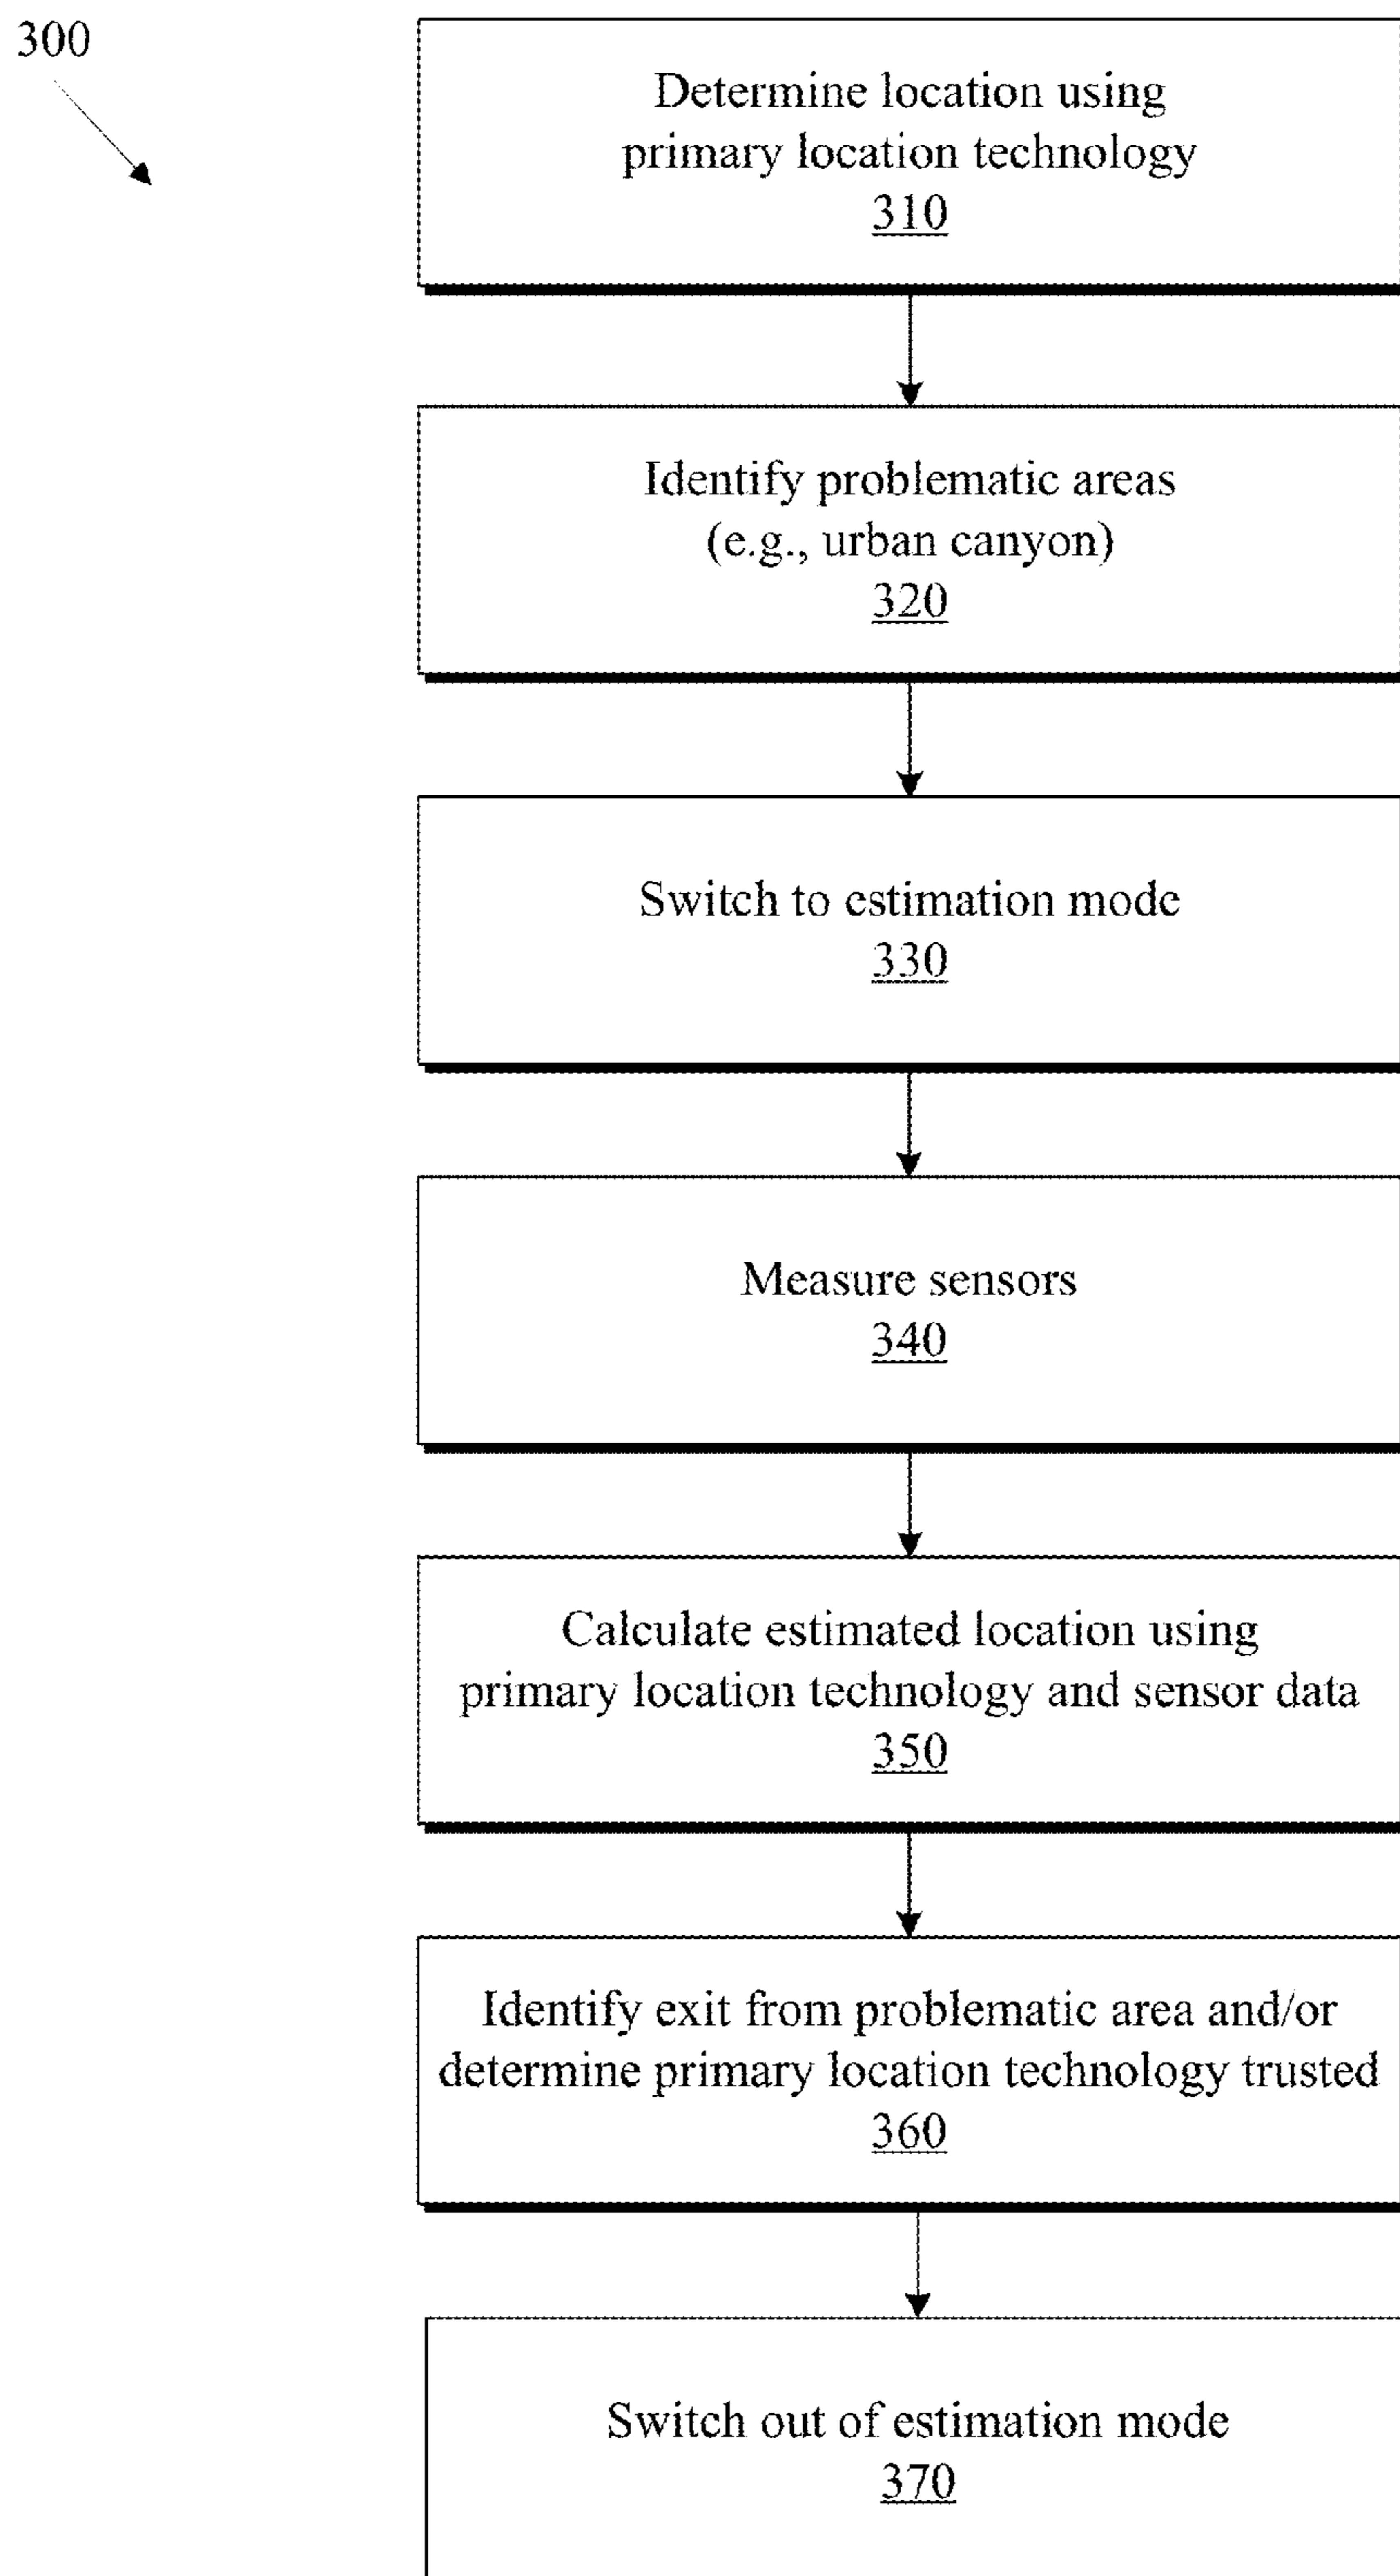 300
Determine location using
primary location technology
310
Identify problematic areas
(e.g., urban canyon)
320
Switch to estimation mode
330
Measure sensors
340
Calculate estimated location using
primary location technology and sensor data
350
Identify exit from problematic area and/or
determine primary location technology trusted
360
Switch out of estimation mode
370